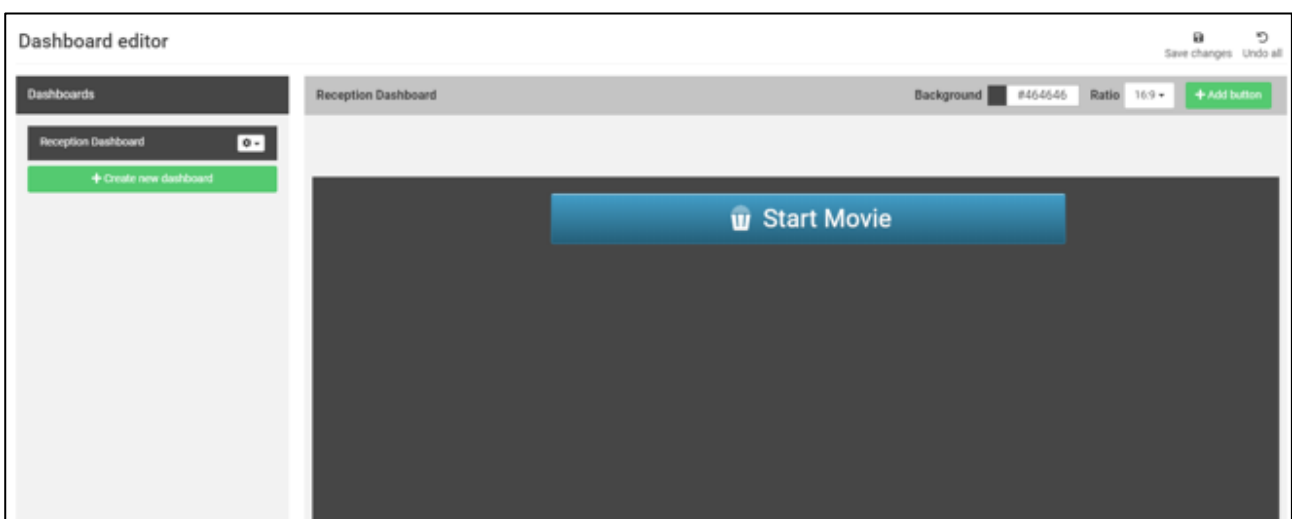 Dashboard editor
Save changes Undo all
Dashboards
Reception Dashboard
Create new dashboard
Reception Dashboard Background #464646 Ratio 16:9 Add button
Start Movie